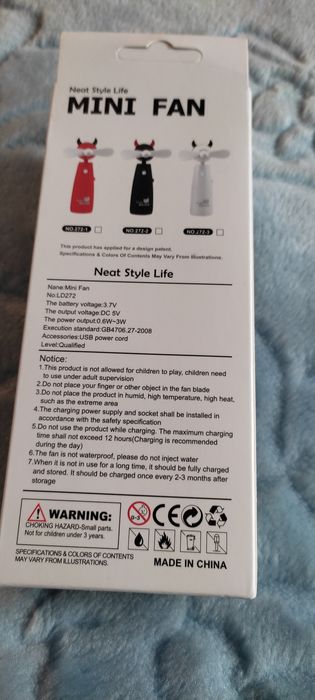 Neat Style Life
MINI FAN
NO.272-1 NO.272-2 NO.272-3
This product has applied for a design patent.
Specifications & Colors Of Contents May Vary From Illustrations.
Neat Style Life
Nane:Mini Fan
No:LD272
The battery voltage:3.7V
The output voltage:DC 5V
The power output:0.6W~3W
Execution standard:GB4706.27-2008
Accessories:USB power cord
Level:Qualified
Notice:
1.This product is not allowed for children to play, children need
to use under adult supervision
2.Do not place your finger or other object in the fan blade
3.Do not place the product in humid, high temperature, high heat,
such as the extreme area
4.The charging power supply and socket shall be installed in
accordance with the safety specification
5.Do not use the product while charging. The maximum charging
time shall not exceed 12 hours(Charging is recommended
during the day)
6.The fan is not waterproof, please do not inject water
7.When it is not in use for a long time, it should be fully charged
and stored. It should be charged once every 2-3 months after
storage
WARNING:
CHOKING HAZARD-Small parts.
Not for children under 3 years.
0-3
CE
SPECIFICATIONS & COLORS OF CONTENTS
MAY VARY FROM ILLUSTRATIONS.
MADE IN CHINA